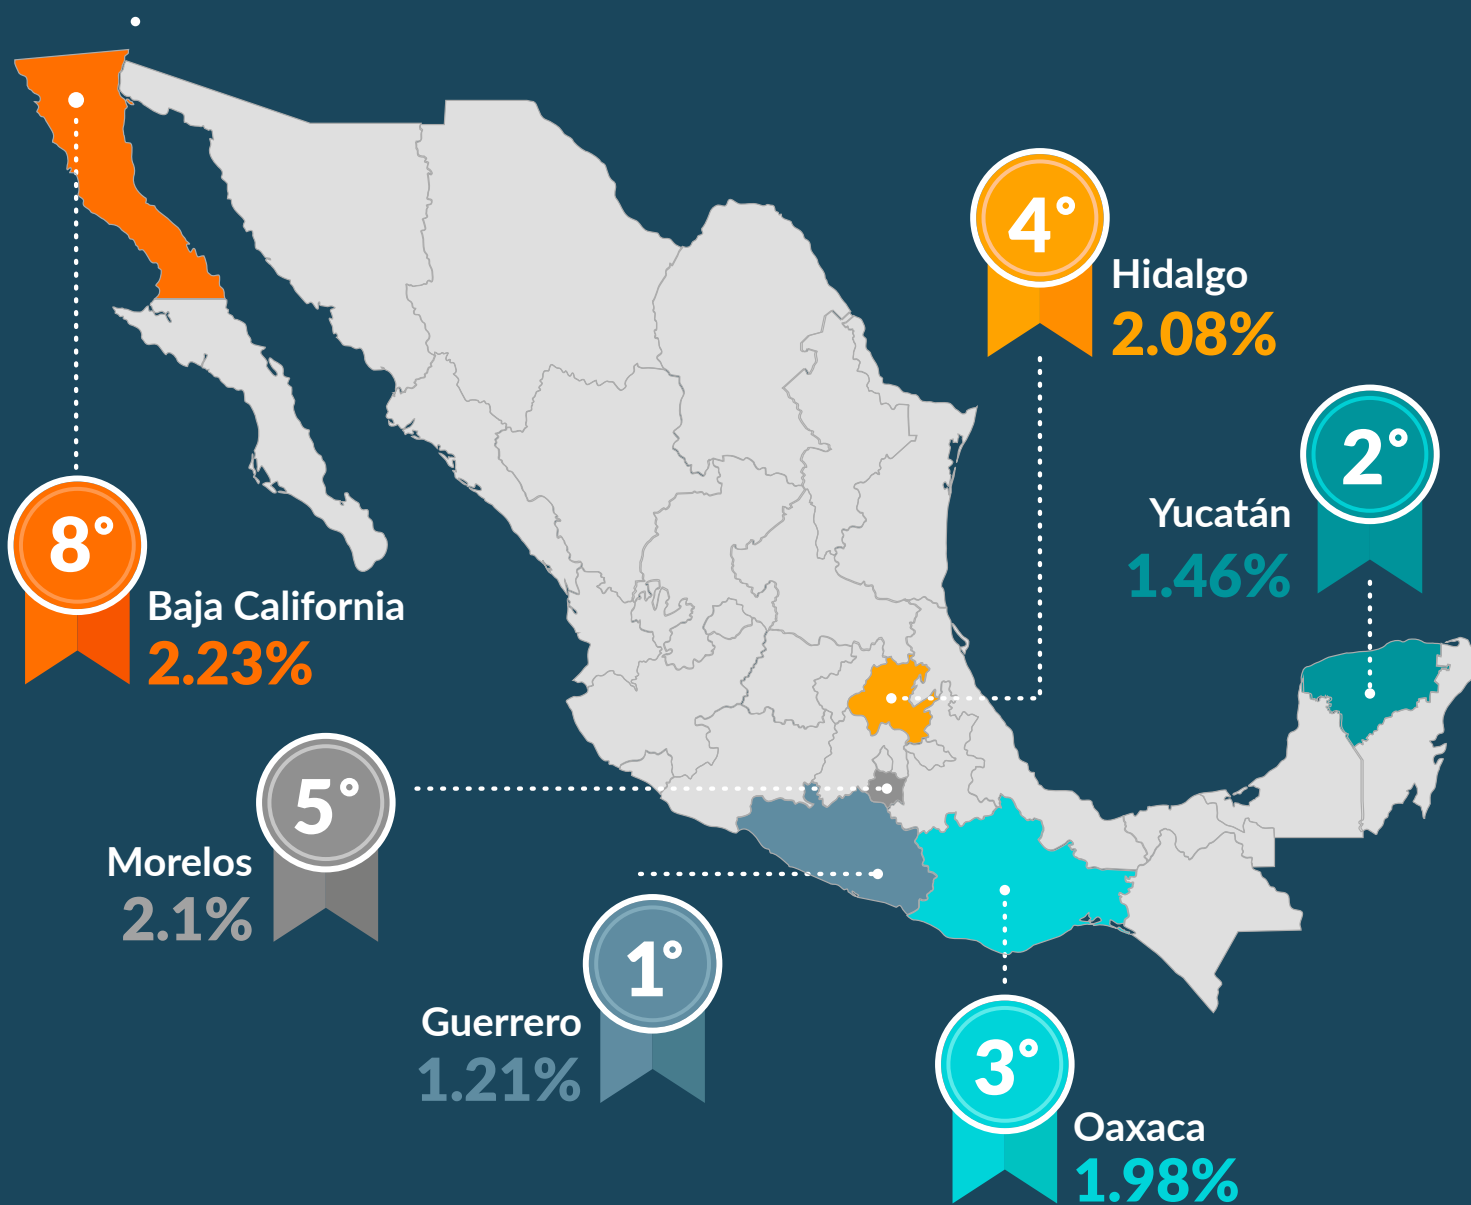 4°
Hidalgo
2.08%
2°
Yucatán
1.46%
8°
Baja California
2.23%
5°
Morelos
2.1%
1°
Guerrero
1.21%
3°
Oaxaca
1.98%